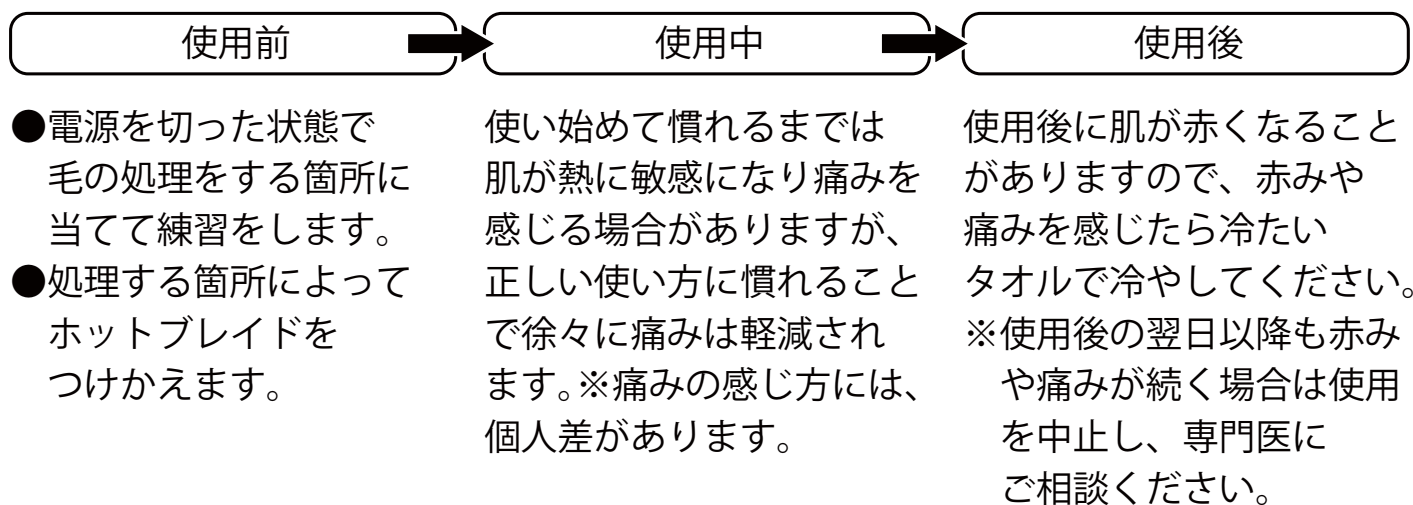 使用前
●電源を切った状態で
毛の処理をする箇所に
当てて練習をします。
●処理する箇所によって
ホットブレイドを
つけかえます。
使用中
使い始めて慣れるまでは
肌が熱に敏感になり痛みを
感じる場合がありますが、
正しい使い方に慣れること
で徐々に痛みは軽減され
ます。※痛みの感じ方には、
個人差があります。
使用後
使用後に肌が赤くなること
がありますので、赤みや
痛みを感じたら冷たい
タオルで冷やしてください。
※使用後の翌日以降も赤み
や痛みが続く場合は使用
を中止し、専門医に
ご相談ください。